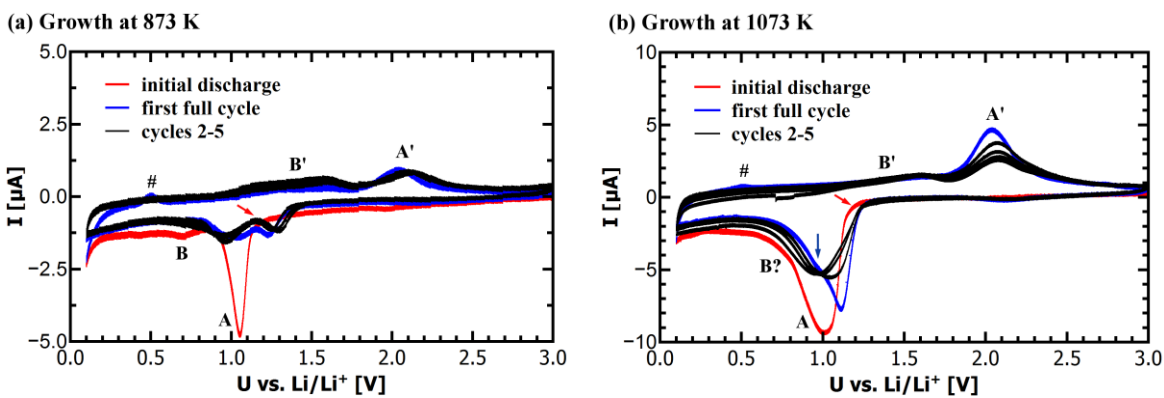 (a) Growth at 873 K
5.0
2.5
0.0
−2.5
−5.0
I [µA]
initial discharge
first full cycle
cycles 2-5
#
B'
A'
B
A
0.0 0.5 1.0 1.5 2.0 2.5 3.0
U vs. Li/Li⁺ [V]
(b) Growth at 1073 K
10
5
0
−5
−10
I [µA]
initial discharge
first full cycle
cycles 2-5
#
B'
A'
B?
A
0.0 0.5 1.0 1.5 2.0 2.5 3.0
U vs. Li/Li⁺ [V]